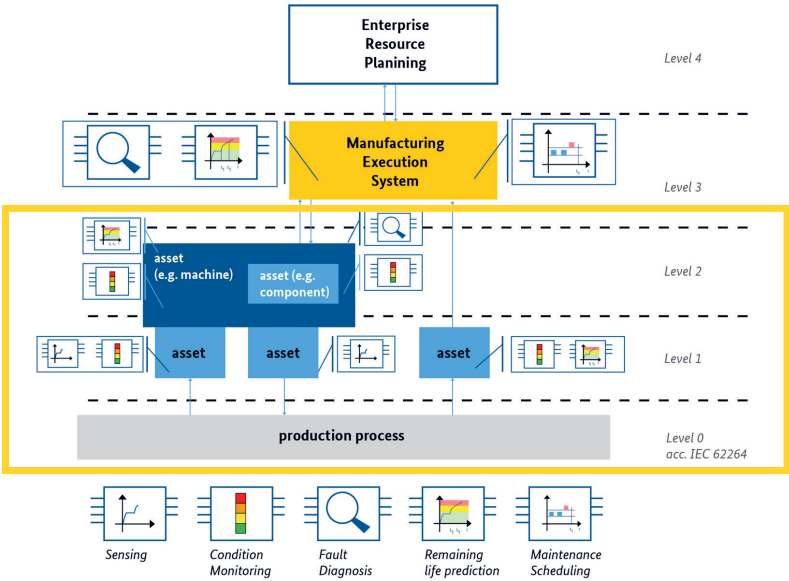 Enterprise
Resource
Planining
Level 4
Manufacturing
Execution
System
Level 3
asset
(e.g. machine)
asset (e.g.
component)
Level 2
asset
asset
asset
Level 1
production process
Level 0
acc. IEC 62264
Sensing
Condition
Monitoring
Fault
Diagnosis
Remaining
life prediction
Maintenance
Scheduling